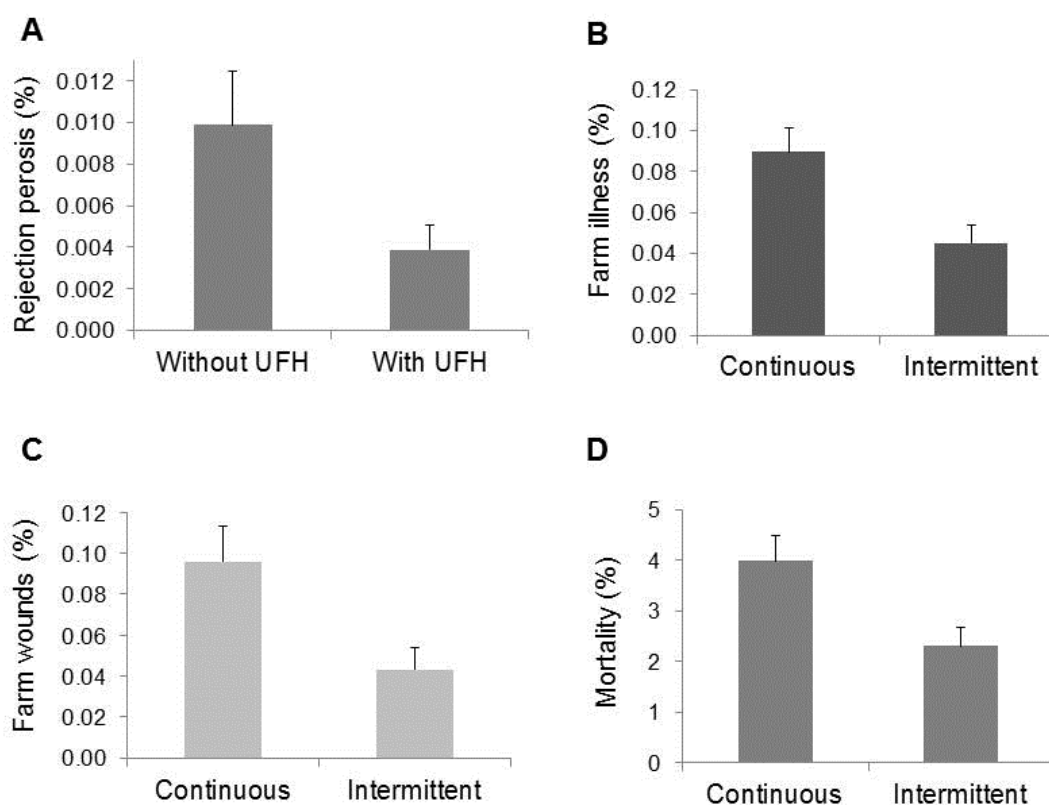 A
Rejection perosis (%)
0.012
0.010
0.008
0.006
0.004
0.002
0.000
Without UFH With UFH
B
Farm illness (%)
0.12
0.10
0.08
0.06
0.04
0.02
0.00
Continuous Intermittent
C
Farm wounds (%)
0.12
0.10
0.08
0.06
0.04
0.02
0.00
Continuous Intermittent
D
Mortality (%)
5
4
3
2
1
0
Continuous Intermittent